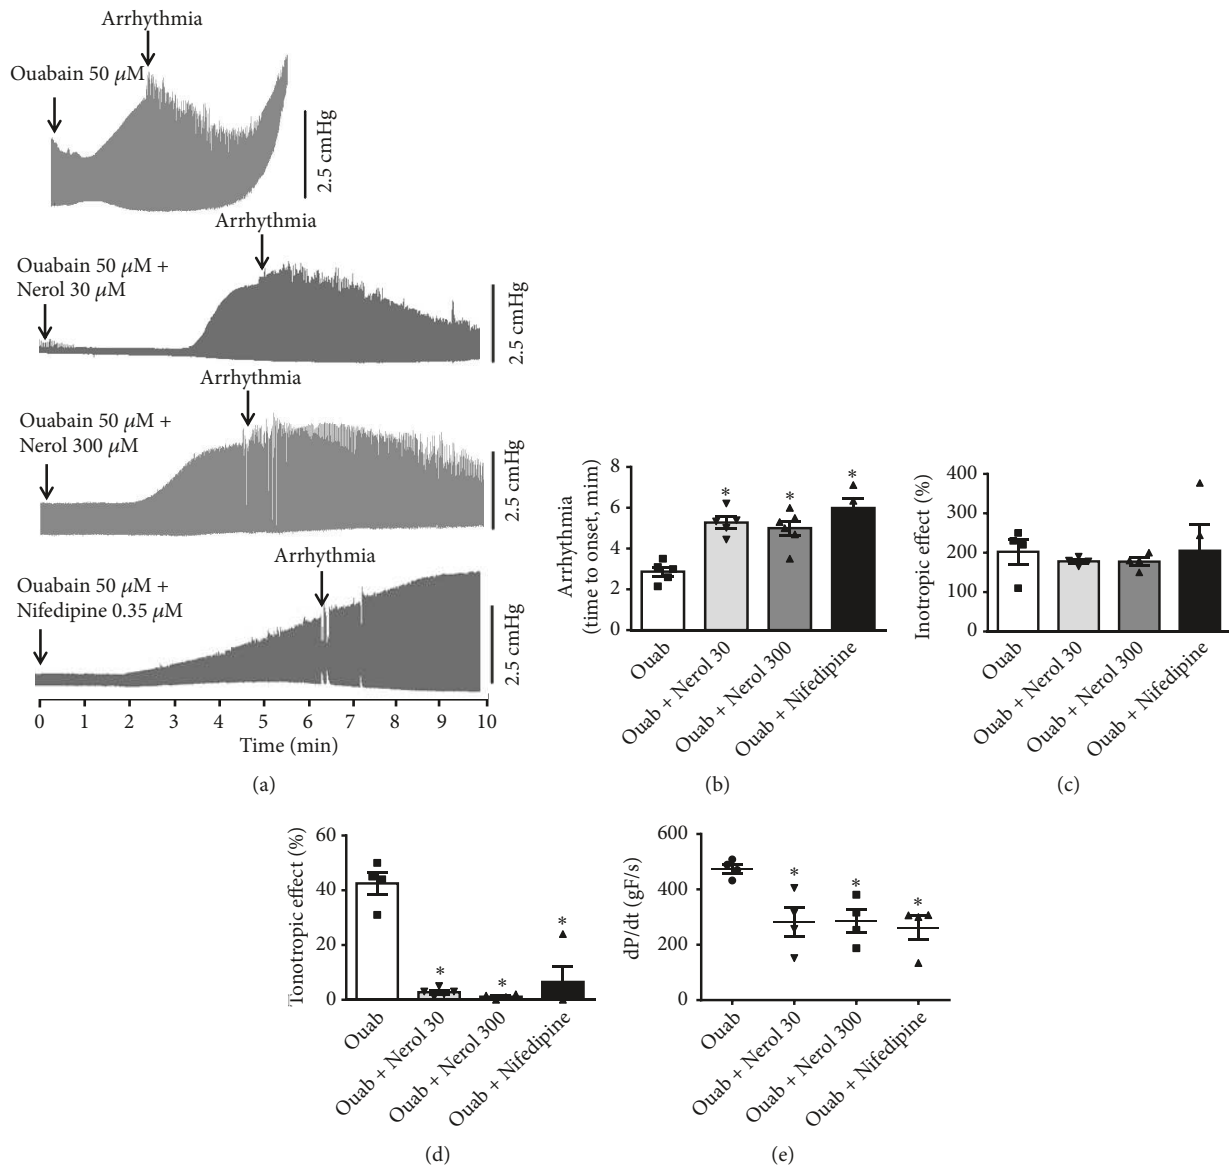 Arrhythmia
Ouabain 50 μM
2.5 cmHg
Arrhythmia
Ouabain 50 μM +
Nerol 30 μM
2.5 cmHg
Arrhythmia
Ouabain 50 μM +
Nerol 300 μM
2.5 cmHg
Arrhythmia
Ouabain 50 μM +
Nifedipine 0.35 μM
2.5 cmHg
0 1 2 3 4 5 6 7 8 9 10
Time (min)
(a)
Arrhythmia
(time to onset, mim)
8
6
4
2
0
* * *
Ouab
Ouab + Nerol 30
Ouab + Nerol 300
Ouab + Nifedipine
(b)
Inotropic effect (%)
400
300
200
100
0
Ouab
Ouab + Nerol 30
Ouab + Nerol 300
Ouab + Nifedipine
(c)
Tonotropic effect (%)
60
40
20
0
* * *
Ouab
Ouab + Nerol 30
Ouab + Nerol 300
Ouab + Nifedipine
(d)
dP/dt (gF/s)
600
400
200
0
* * *
Ouab
Ouab + Nerol 30
Ouab + Nerol 300
Ouab + Nifedipine
(e)